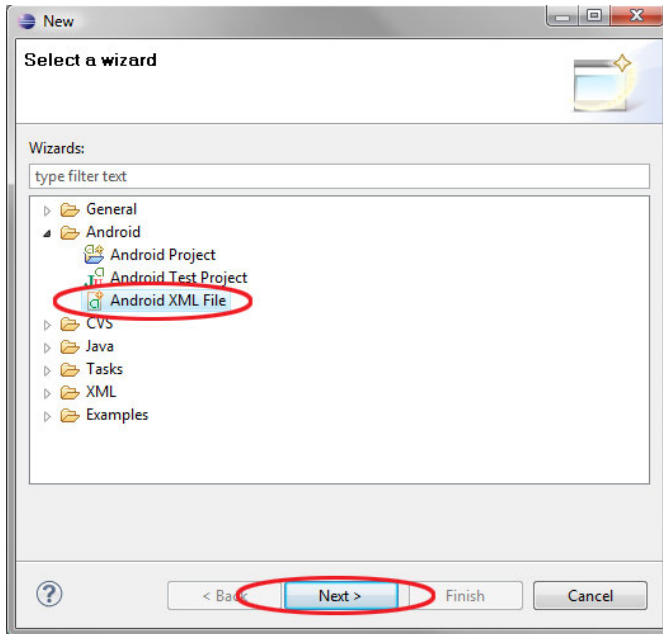 New
Select a wizard
Wizards:
type filter text
General
Android
Android Project
Android Test Project
Android XML File
CVS
Java
Tasks
XML
Examples
< Back Next > Finish Cancel